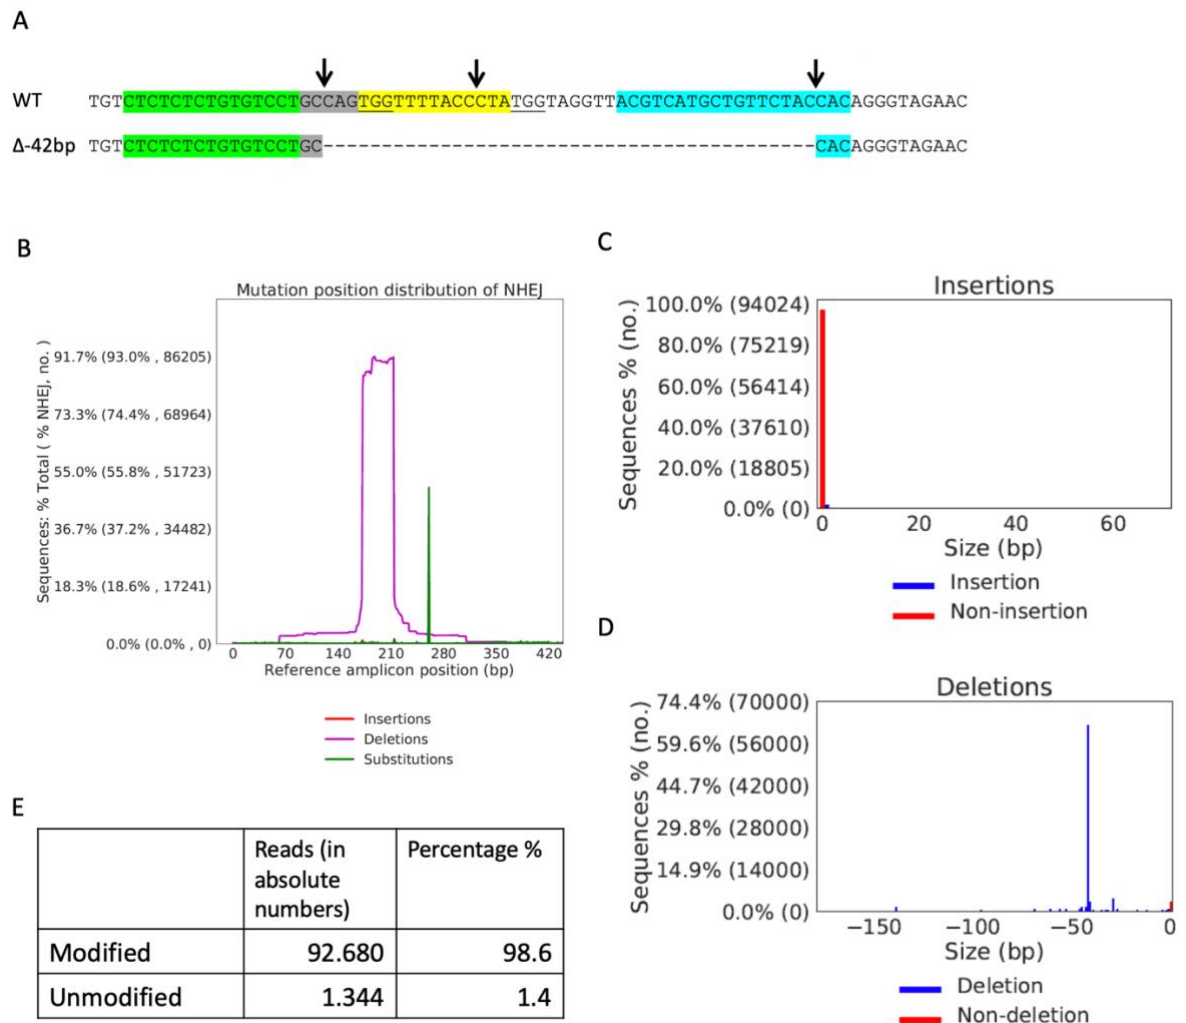 A
WT TGTCTCTCTCTGTGTCCTGCCAGTGGTTTTACCCTATGGTAGGTTACGTCATGCTGTTCTACCACAGGGTAGAAC
Δ-42bp TGTCTCTCTCTGTGTCCTGC------------------------------------------CACAGGGTAGAAC
B
Mutation position distribution of NHEJ
Sequences: % Total ( % NHEJ, no. )
91.7% (93.0% , 86205)
73.3% (74.4% , 68964)
55.0% (55.8% , 51723)
36.7% (37.2% , 34482)
18.3% (18.6% , 17241)
0.0% (0.0% , 0)
0 70 140 210 280 350 420
Reference amplicon position (bp)
Insertions
Deletions
Substitutions
C
Insertions
Sequences % (no.)
100.0% (94024)
80.0% (75219)
60.0% (56414)
40.0% (37610)
20.0% (18805)
0.0% (0)
0 20 40 60
Size (bp)
Insertion
Non-insertion
D
Deletions
Sequences % (no.)
74.4% (70000)
59.6% (56000)
44.7% (42000)
29.8% (28000)
14.9% (14000)
0.0% (0)
−150 −100 −50 0
Size (bp)
Deletion
Non-deletion
E
Reads (in
absolute
numbers)
Percentage %
Modified 92.680 98.6
Unmodified 1.344 1.4